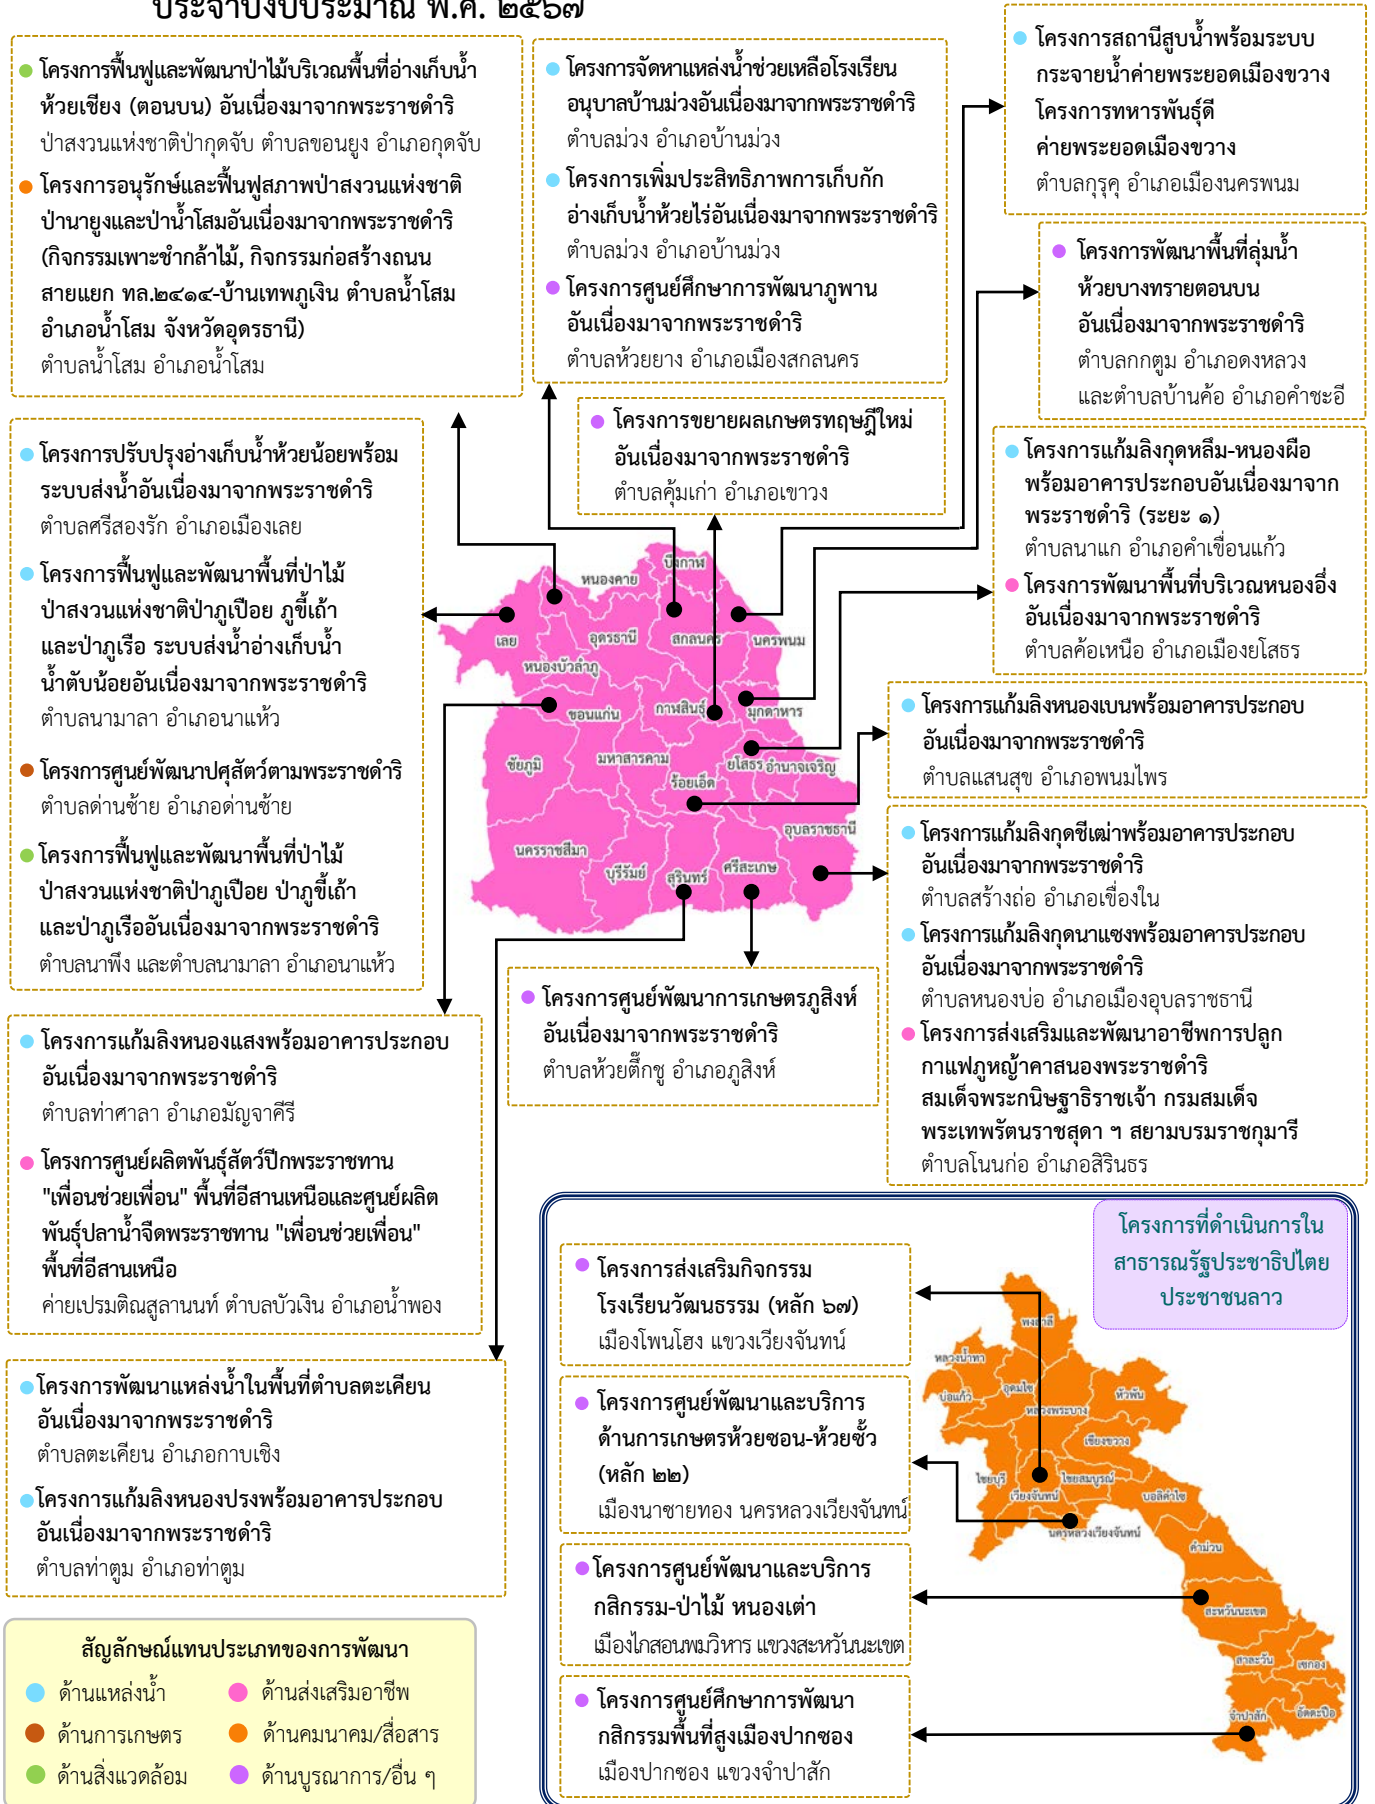 ประจำปีงบประมาณ พ.ศ. ๒๕๖๗
โครงการฟื้นฟูและพัฒนาป่าไม้บริเวณพื้นที่อ่างเก็บน้ำ
ห้วยเชียง (ตอนบน) อันเนื่องมาจากพระราชดำริ
ป่าสงวนแห่งชาติป่ากุดจับ ตำบลขอนยูง อำเภอกุดจับ
โครงการอนุรักษ์และฟื้นฟูสภาพป่าสงวนแห่งชาติ
ป่านายูงและป่าน้ำโสมอันเนื่องมาจากพระราชดำริ
(กิจกรรมเพาะชำกล้าไม้, กิจกรรมก่อสร้างถนน
สายแยก ทล.๒๔๑๔-บ้านเทพภูเงิน ตำบลน้ำโสม
อำเภอน้ำโสม จังหวัดอุดรธานี)
ตำบลน้ำโสม อำเภอน้ำโสม
โครงการจัดหาแหล่งน้ำช่วยเหลือโรงเรียน
อนุบาลบ้านม่วงอันเนื่องมาจากพระราชดำริ
ตำบลม่วง อำเภอบ้านม่วง
โครงการเพิ่มประสิทธิภาพการเก็บกัก
อ่างเก็บน้ำห้วยไร่อันเนื่องมาจากพระราชดำริ
ตำบลม่วง อำเภอบ้านม่วง
โครงการศูนย์ศึกษาการพัฒนาภูพาน
อันเนื่องมาจากพระราชดำริ
ตำบลห้วยยาง อำเภอเมืองสกลนคร
โครงการสถานีสูบน้ำพร้อมระบบ
กระจายน้ำค่ายพระยอดเมืองขวาง
โครงการทหารพันธุ์ดี
ค่ายพระยอดเมืองขวาง
ตำบลกุรุคุ อำเภอเมืองนครพนม
โครงการพัฒนาพื้นที่ลุ่มน้ำ
ห้วยบางทรายตอนบน
อันเนื่องมาจากพระราชดำริ
ตำบลกกตูม อำเภอดงหลวง
และตำบลบ้านค้อ อำเภอคำชะอี
โครงการขยายผลเกษตรทฤษฎีใหม่
อันเนื่องมาจากพระราชดำริ
ตำบลคุ้มเก่า อำเภอเขาวง
โครงการแก้มลิงกุดหลึม-หนองผือ
พร้อมอาคารประกอบอันเนื่องมาจาก
พระราชดำริ (ระยะ ๑)
ตำบลนาแก อำเภอคำเขื่อนแก้ว
โครงการพัฒนาพื้นที่บริเวณหนองอึ่ง
อันเนื่องมาจากพระราชดำริ
ตำบลค้อเหนือ อำเภอเมืองยโสธร
โครงการปรับปรุงอ่างเก็บน้ำห้วยน้อยพร้อม
ระบบส่งน้ำอันเนื่องมาจากพระราชดำริ
ตำบลศรีสองรัก อำเภอเมืองเลย
โครงการฟื้นฟูและพัฒนาพื้นที่ป่าไม้
ป่าสงวนแห่งชาติป่าภูเปือย ภูขี้เถ้า
และป่าภูเรือ ระบบส่งน้ำอ่างเก็บน้ำ
น้ำตับน้อยอันเนื่องมาจากพระราชดำริ
ตำบลนามาลา อำเภอนาแห้ว
โครงการศูนย์พัฒนาปศุสัตว์ตามพระราชดำริ
ตำบลด่านซ้าย อำเภอด่านซ้าย
โครงการฟื้นฟูและพัฒนาพื้นที่ป่าไม้
ป่าสงวนแห่งชาติป่าภูเปือย ป่าภูขี้เถ้า
และป่าภูเรืออันเนื่องมาจากพระราชดำริ
ตำบลนาพึง และตำบลนามาลา อำเภอนาแห้ว
บึงกาฬ
หนองคาย
เลย
อุดรธานี
สกลนคร
นครพนม
หนองบัวลำภู
ขอนแก่น
กาฬสินธุ์
มุกดาหาร
ชัยภูมิ
มหาสารคาม
ร้อยเอ็ด
ยโสธร
อำนาจเจริญ
อุบลราชธานี
นครราชสีมา
บุรีรัมย์
สุรินทร์
ศรีสะเกษ
โครงการแก้มลิงหนองเบนพร้อมอาคารประกอบ
อันเนื่องมาจากพระราชดำริ
ตำบลแสนสุข อำเภอพนมไพร
โครงการแก้มลิงกุดชีเฒ่าพร้อมอาคารประกอบ
อันเนื่องมาจากพระราชดำริ
ตำบลสร้างถ่อ อำเภอเขื่องใน
โครงการแก้มลิงกุดนาแซงพร้อมอาคารประกอบ
อันเนื่องมาจากพระราชดำริ
ตำบลหนองบ่อ อำเภอเมืองอุบลราชธานี
โครงการส่งเสริมและพัฒนาอาชีพการปลูก
กาแฟภูหญ้าคาสนองพระราชดำริ
สมเด็จพระกนิษฐาธิราชเจ้า กรมสมเด็จ
พระเทพรัตนราชสุดา ฯ สยามบรมราชกุมารี
ตำบลโนนก่อ อำเภอสิรินธร
โครงการศูนย์พัฒนาการเกษตรภูสิงห์
อันเนื่องมาจากพระราชดำริ
ตำบลห้วยตึ๊กชู อำเภอภูสิงห์
โครงการแก้มลิงหนองแสงพร้อมอาคารประกอบ
อันเนื่องมาจากพระราชดำริ
ตำบลท่าศาลา อำเภอมัญจาคีรี
โครงการศูนย์ผลิตพันธุ์สัตว์ปีกพระราชทาน
"เพื่อนช่วยเพื่อน" พื้นที่อีสานเหนือและศูนย์ผลิต
พันธุ์ปลาน้ำจืดพระราชทาน "เพื่อนช่วยเพื่อน"
พื้นที่อีสานเหนือ
ค่ายเปรมติณสูลานนท์ ตำบลบัวเงิน อำเภอน้ำพอง
โครงการพัฒนาแหล่งน้ำในพื้นที่ตำบลตะเคียน
อันเนื่องมาจากพระราชดำริ
ตำบลตะเคียน อำเภอกาบเชิง
โครงการแก้มลิงหนองปรงพร้อมอาคารประกอบ
อันเนื่องมาจากพระราชดำริ
ตำบลท่าตูม อำเภอท่าตูม
สัญลักษณ์แทนประเภทของการพัฒนา
ด้านแหล่งน้ำ
ด้านส่งเสริมอาชีพ
ด้านการเกษตร
ด้านคมนาคม/สื่อสาร
ด้านสิ่งแวดล้อม
ด้านบูรณาการ/อื่น ๆ
โครงการที่ดำเนินการใน
สาธารณรัฐประชาธิปไตย
ประชาชนลาว
โครงการส่งเสริมกิจกรรม
โรงเรียนวัฒนธรรม (หลัก ๖๗)
เมืองโพนโฮง แขวงเวียงจันทน์
โครงการศูนย์พัฒนาและบริการ
ด้านการเกษตรห้วยซอน-ห้วยซั้ว
(หลัก ๒๒)
เมืองนาซายทอง นครหลวงเวียงจันทน์
โครงการศูนย์พัฒนาและบริการ
กสิกรรม-ป่าไม้ หนองเต่า
เมืองไกสอนพมวิหาร แขวงสะหวันนะเขต
โครงการศูนย์ศึกษาการพัฒนา
กสิกรรมพื้นที่สูงเมืองปากซอง
เมืองปากซอง แขวงจำปาสัก
พงสาลี
หลวงน้ำทา
บ่อแก้ว
อุดมไซ
หัวพัน
หลวงพระบาง
เชียงขวาง
ไชยบุรี
เวียงจันทน์
ไชยสมบูรณ์
บอลิคำไซ
นครหลวงเวียงจันทน์
คำม่วน
สะหวันนะเขต
สาละวัน
เซกอง
จำปาสัก
อัดตะปือ